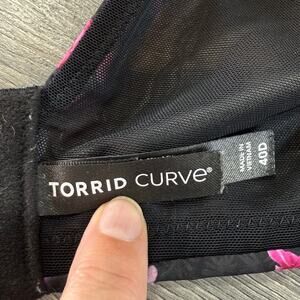 TORRID CURVE®
MADE IN
VIETNAM
40D